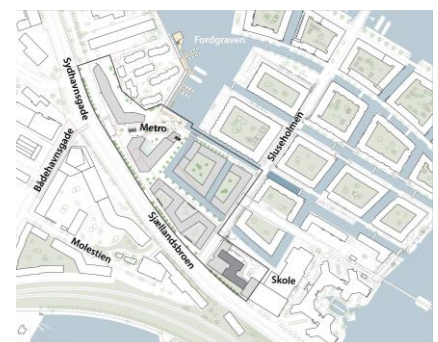 Fordgraven
Sydhavnsgade
Metro
Sluseholmen
Bådehavnsgade
Sjællandsbroen
Molestien
Skole